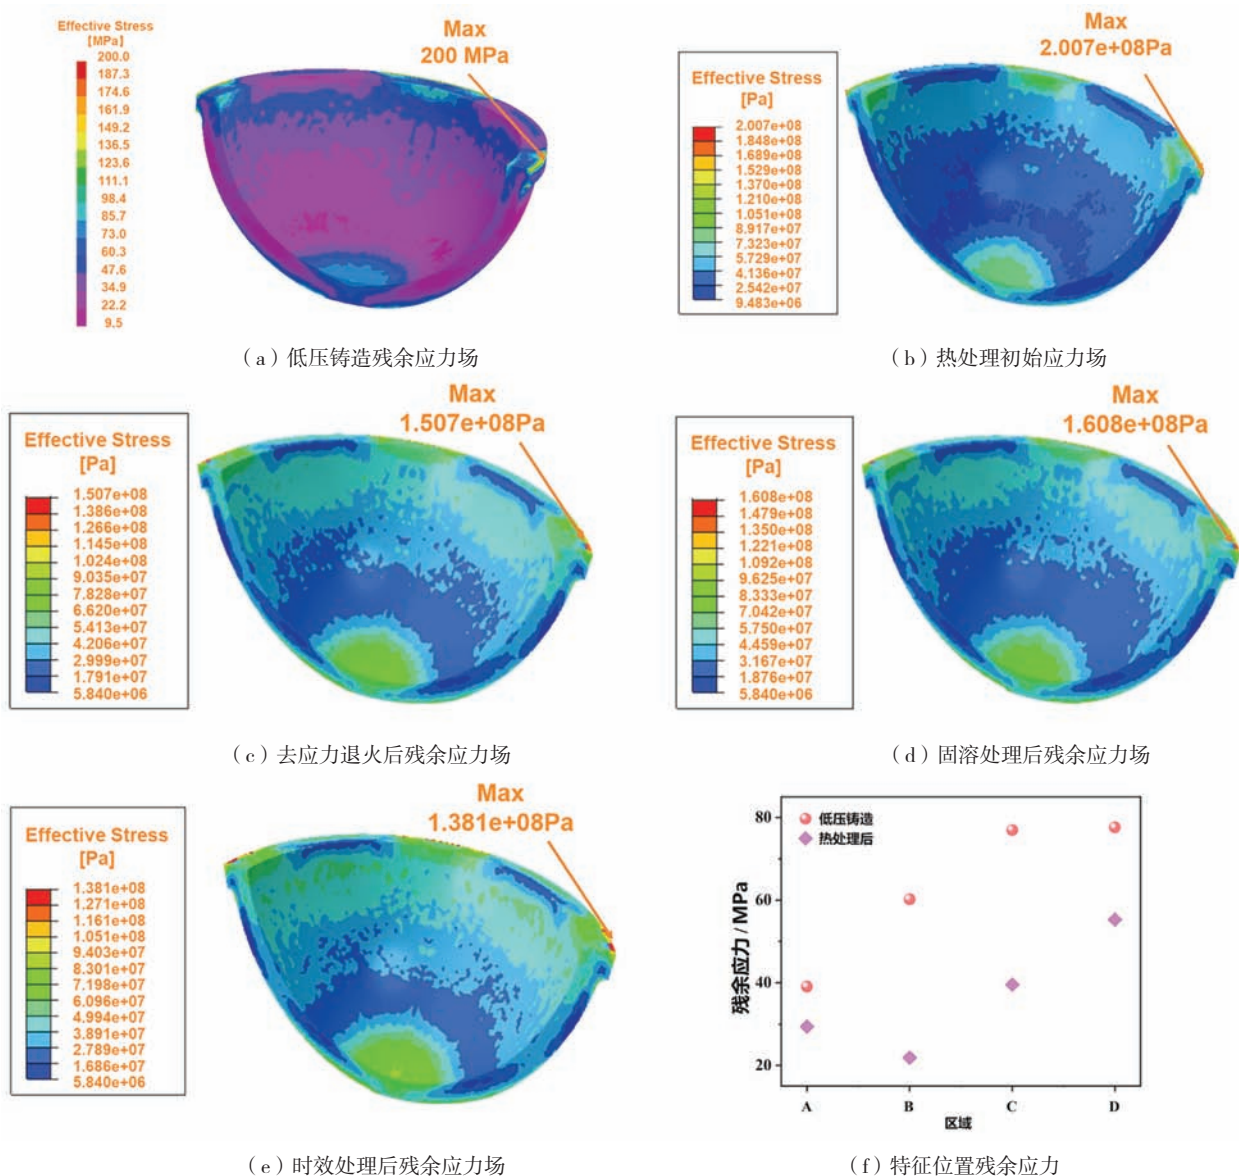 Effective Stress
[MPa]
200.0
187.3
174.6
161.9
149.2
136.5
123.6
111.1
98.4
85.7
73.0
60.3
47.6
34.9
22.2
9.5
Max
200 MPa
(a)低压铸造残余应力场
Effective Stress
[Pa]
2.007e+08
1.848e+08
1.689e+08
1.529e+08
1.370e+08
1.210e+08
1.051e+08
8.917e+07
7.323e+07
5.729e+07
4.136e+07
2.542e+07
9.483e+06
Max
2.007e+08Pa
(b)热处理初始应力场
Effective Stress
[Pa]
1.507e+08
1.386e+08
1.266e+08
1.145e+08
1.024e+08
9.035e+07
7.828e+07
6.620e+07
5.413e+07
4.206e+07
2.999e+07
1.791e+07
5.840e+06
Max
1.507e+08Pa
(c)去应力退火后残余应力场
Effective Stress
[Pa]
1.608e+08
1.479e+08
1.350e+08
1.221e+08
1.092e+08
9.625e+07
8.333e+07
7.042e+07
5.750e+07
4.459e+07
3.167e+07
1.876e+07
5.840e+06
Max
1.608e+08Pa
(d)固溶处理后残余应力场
Effective Stress
[Pa]
1.381e+08
1.271e+08
1.161e+08
1.051e+08
9.403e+07
8.301e+07
7.198e+07
6.096e+07
4.994e+07
3.891e+07
2.789e+07
1.686e+07
5.840e+06
Max
1.381e+08Pa
(e)时效处理后残余应力场
低压铸造
热处理后
残余应力/MPa
80
60
40
20
A B C D
区域
(f)特征位置残余应力